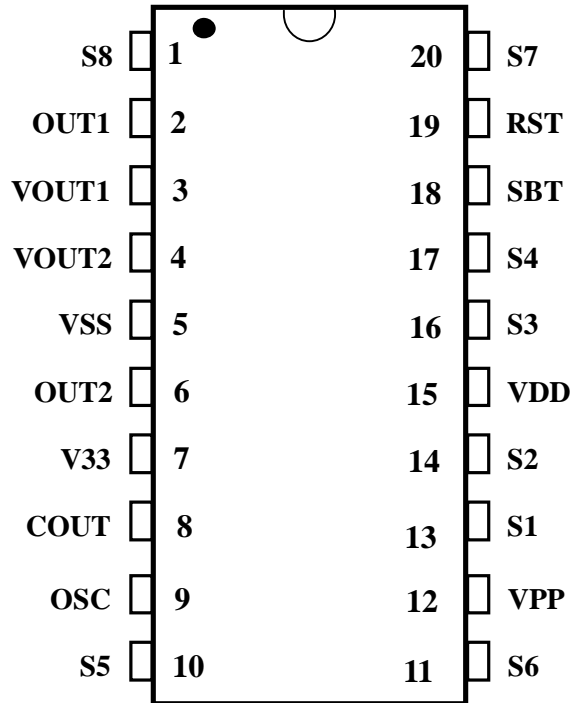 S8 1 20 S7
OUT1 2 19 RST
VOUT1 3 18 SBT
VOUT2 4 17 S4
VSS 5 16 S3
OUT2 6 15 VDD
V33 7 14 S2
COUT 8 13 S1
OSC 9 12 VPP
S5 10 11 S6